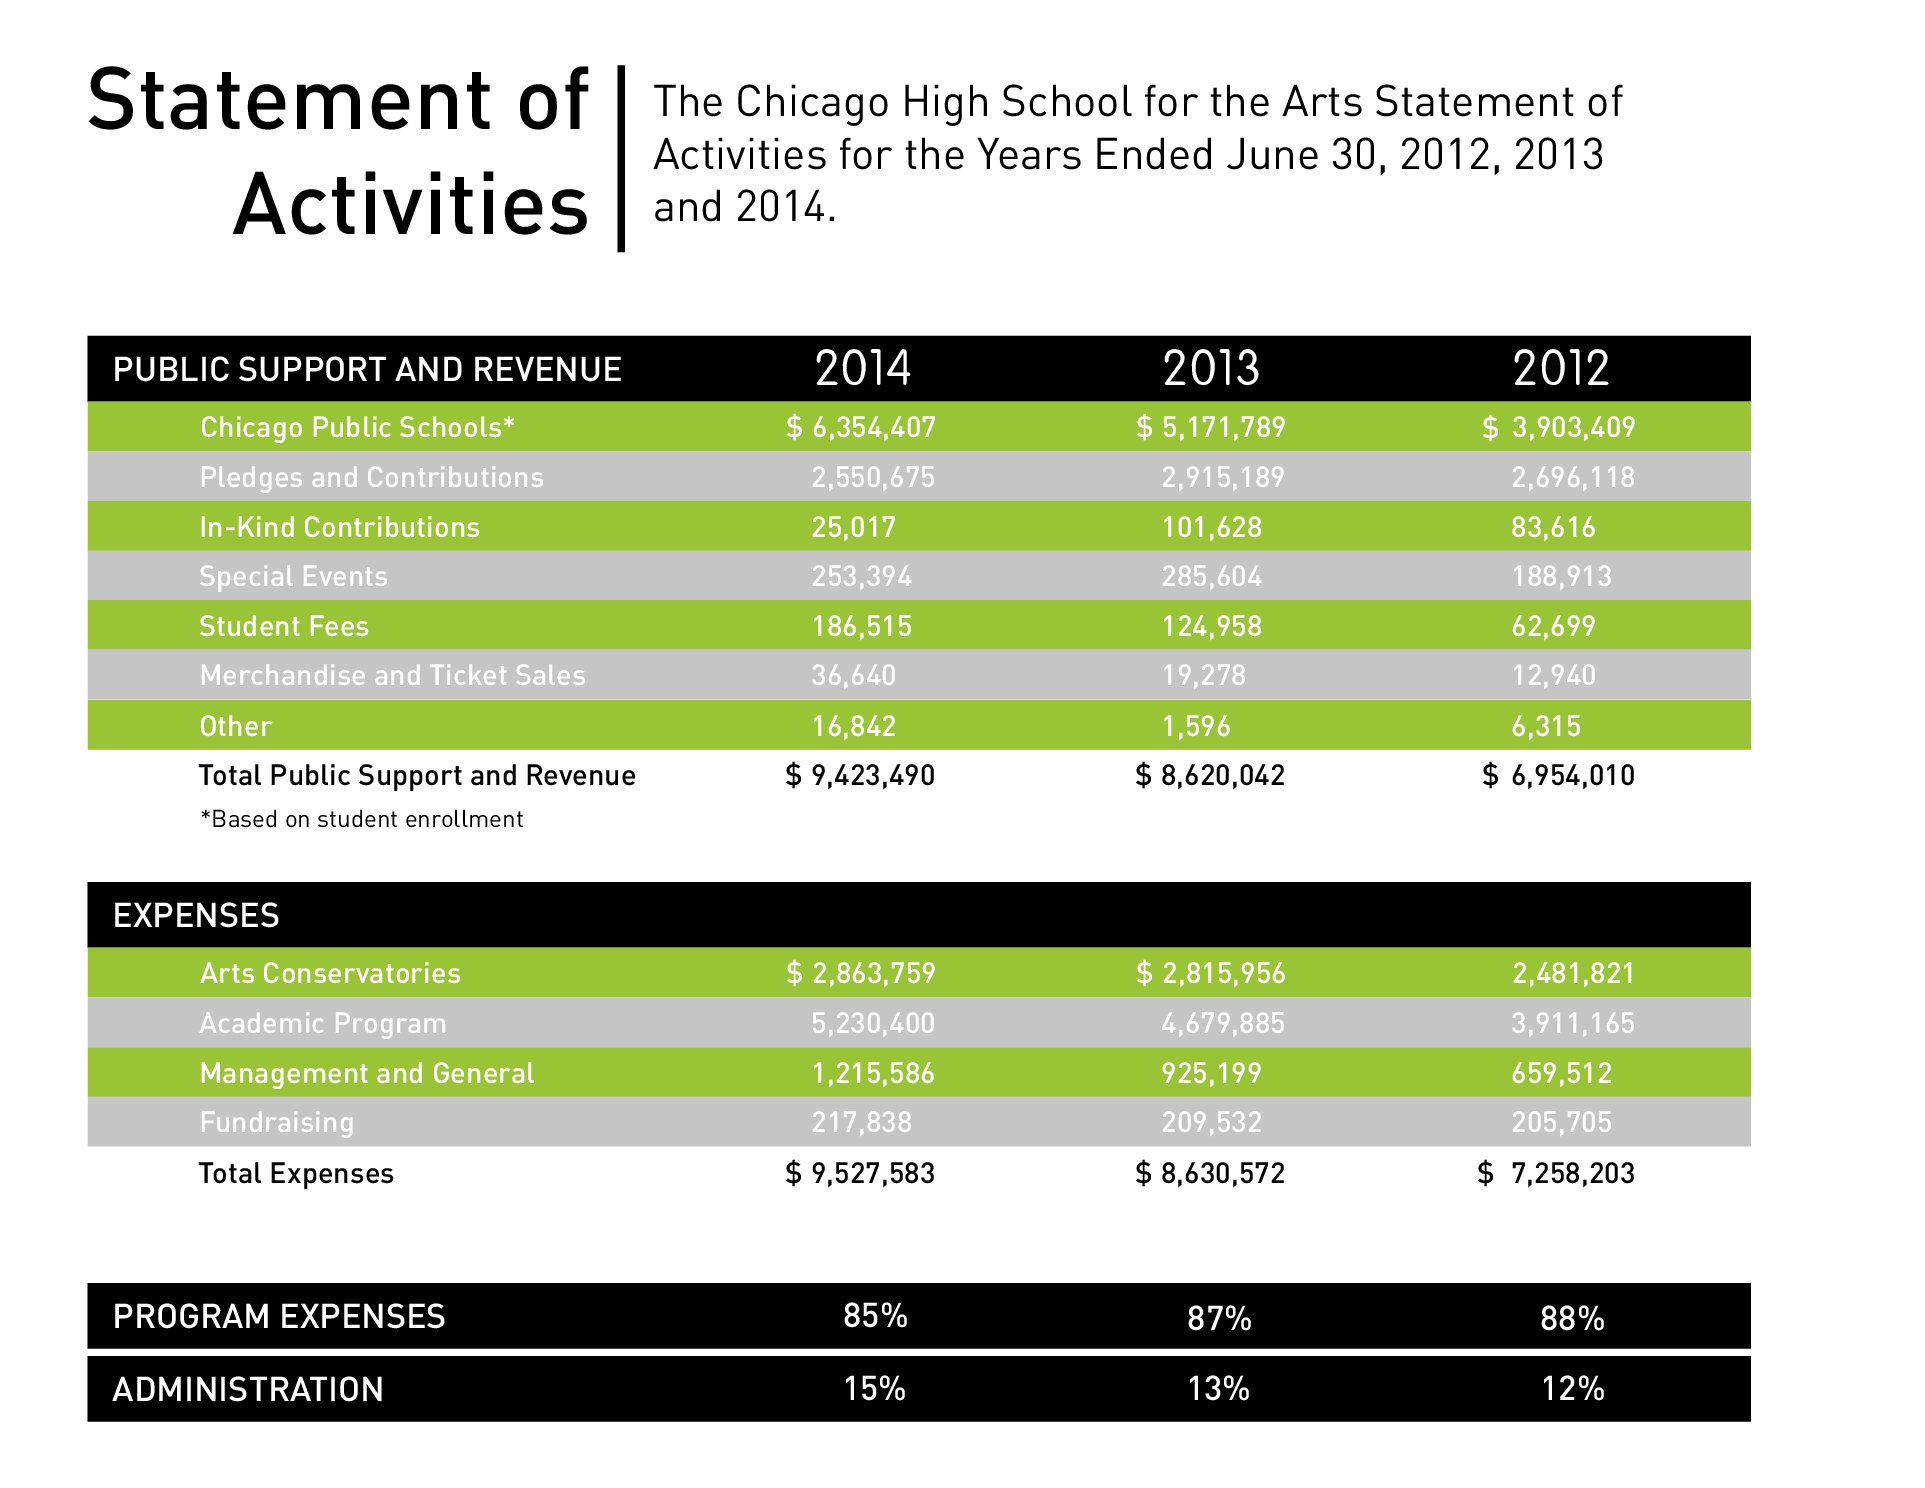 Statement of
Activities
The Chicago High School for the Arts Statement of
Activities for the Years Ended June 30, 2012, 2013
and 2014.
PUBLIC SUPPORT AND REVENUE 2014 2013 2012
Chicago Public Schools* $ 6,354,407 $ 5,171,789 $ 3,903,409
Pledges and Contributions 2,550,675 2,915,189 2,696,118
In-Kind Contributions 25,017 101,628 83,616
Special Events 253,394 285,604 188,913
Student Fees 186,515 124,958 62,699
Merchandise and Ticket Sales 36,640 19,278 12,940
Other 16,842 1,596 6,315
Total Public Support and Revenue $ 9,423,490 $ 8,620,042 $ 6,954,010
*Based on student enrollment
EXPENSES
Arts Conservatories $ 2,863,759 $ 2,815,956 2,481,821
Academic Program 5,230,400 4,679,885 3,911,165
Management and General 1,215,586 925,199 659,512
Fundraising 217,838 209,532 205,705
Total Expenses $ 9,527,583 $ 8,630,572 $ 7,258,203
PROGRAM EXPENSES 85% 87% 88%
ADMINISTRATION 15% 13% 12%